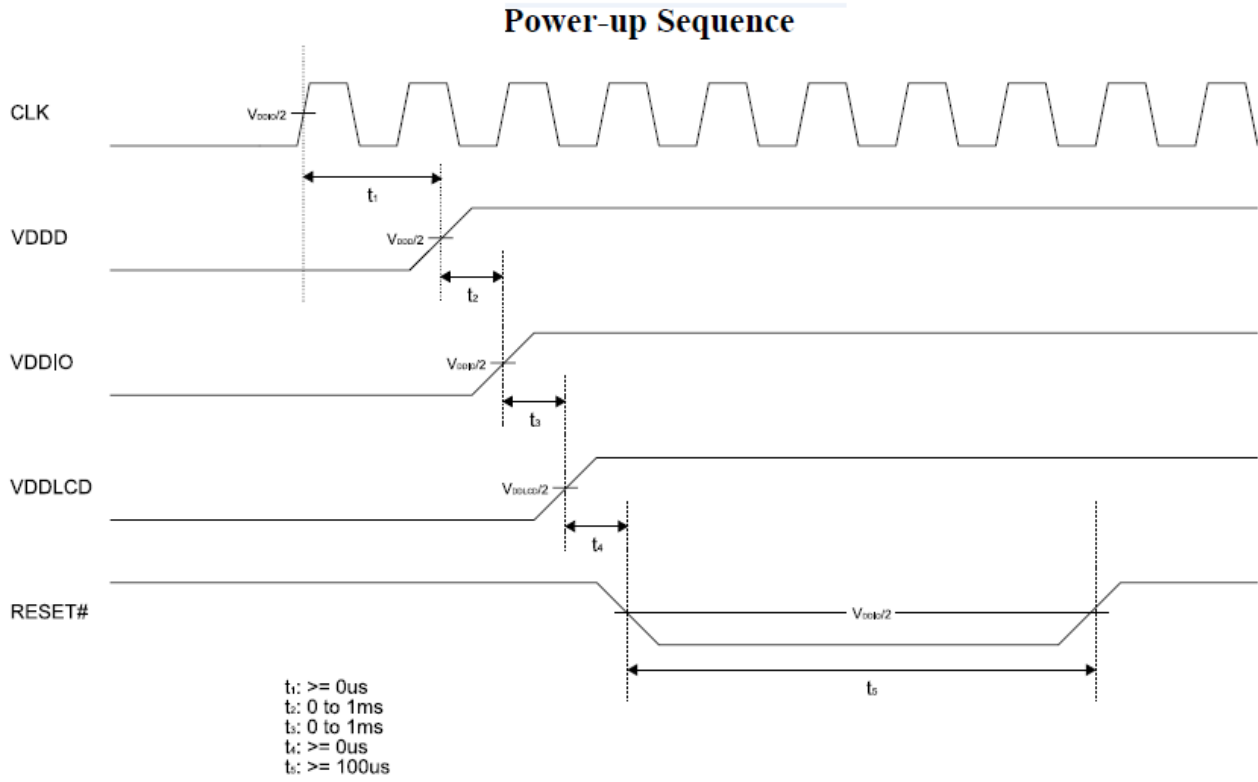 Power-up Sequence
CLK
VDDIO/2
t1
VDDD
VDDD/2
t2
VDDIO
VDDIO/2
t3
VDDLCD
VDDLCD/2
t4
RESET#
VDDIO/2
t5
t1: >= 0us
t2: 0 to 1ms
t3: 0 to 1ms
t4: >= 0us
t5: >= 100us